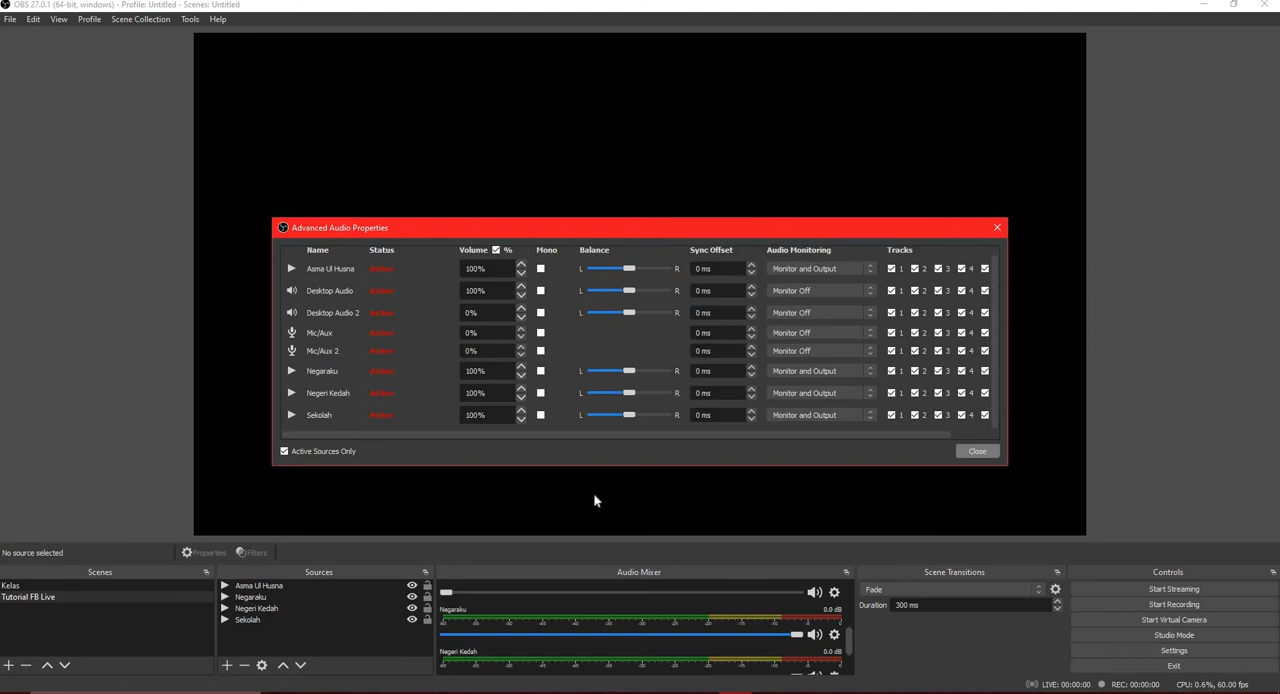 OBS 27.0.1 (64-bit, windows) - Profile: Untitled - Scenes: Untitled
File Edit View Profile Scene Collection Tools Help
Advanced Audio Properties
Name Status Volume % Mono Balance Sync Offset Audio Monitoring Tracks
Asma Ul Husna Active 100% L R 0 ms Monitor and Output 1 2 3 4
Desktop Audio Active 100% L R 0 ms Monitor Off 1 2 3 4
Desktop Audio 2 Active 0% L R 0 ms Monitor Off 1 2 3 4
Mic/Aux Active 0% 0 ms Monitor Off 1 2 3 4
Mic/Aux 2 Active 0% 0 ms Monitor Off 1 2 3 4
Negaraku Active 100% L R 0 ms Monitor and Output 1 2 3 4
Negeri Kedah Active 100% L R 0 ms Monitor and Output 1 2 3 4
Sekolah Active 100% L R 0 ms Monitor and Output 1 2 3 4
Active Sources Only Close
No source selected Properties Filters
Scenes Sources Audio Mixer Scene Transitions Controls
Kelas
Tutorial FB Live
Asma Ul Husna
Negaraku
Negeri Kedah
Sekolah
Negaraku 0.0 dB
Negeri Kedah 0.0 dB
Fade
Duration 300 ms
Start Streaming
Start Recording
Start Virtual Camera
Studio Mode
Settings
Exit
LIVE: 00:00:00 REC: 00:00:00 CPU: 0.6%, 60.00 fps